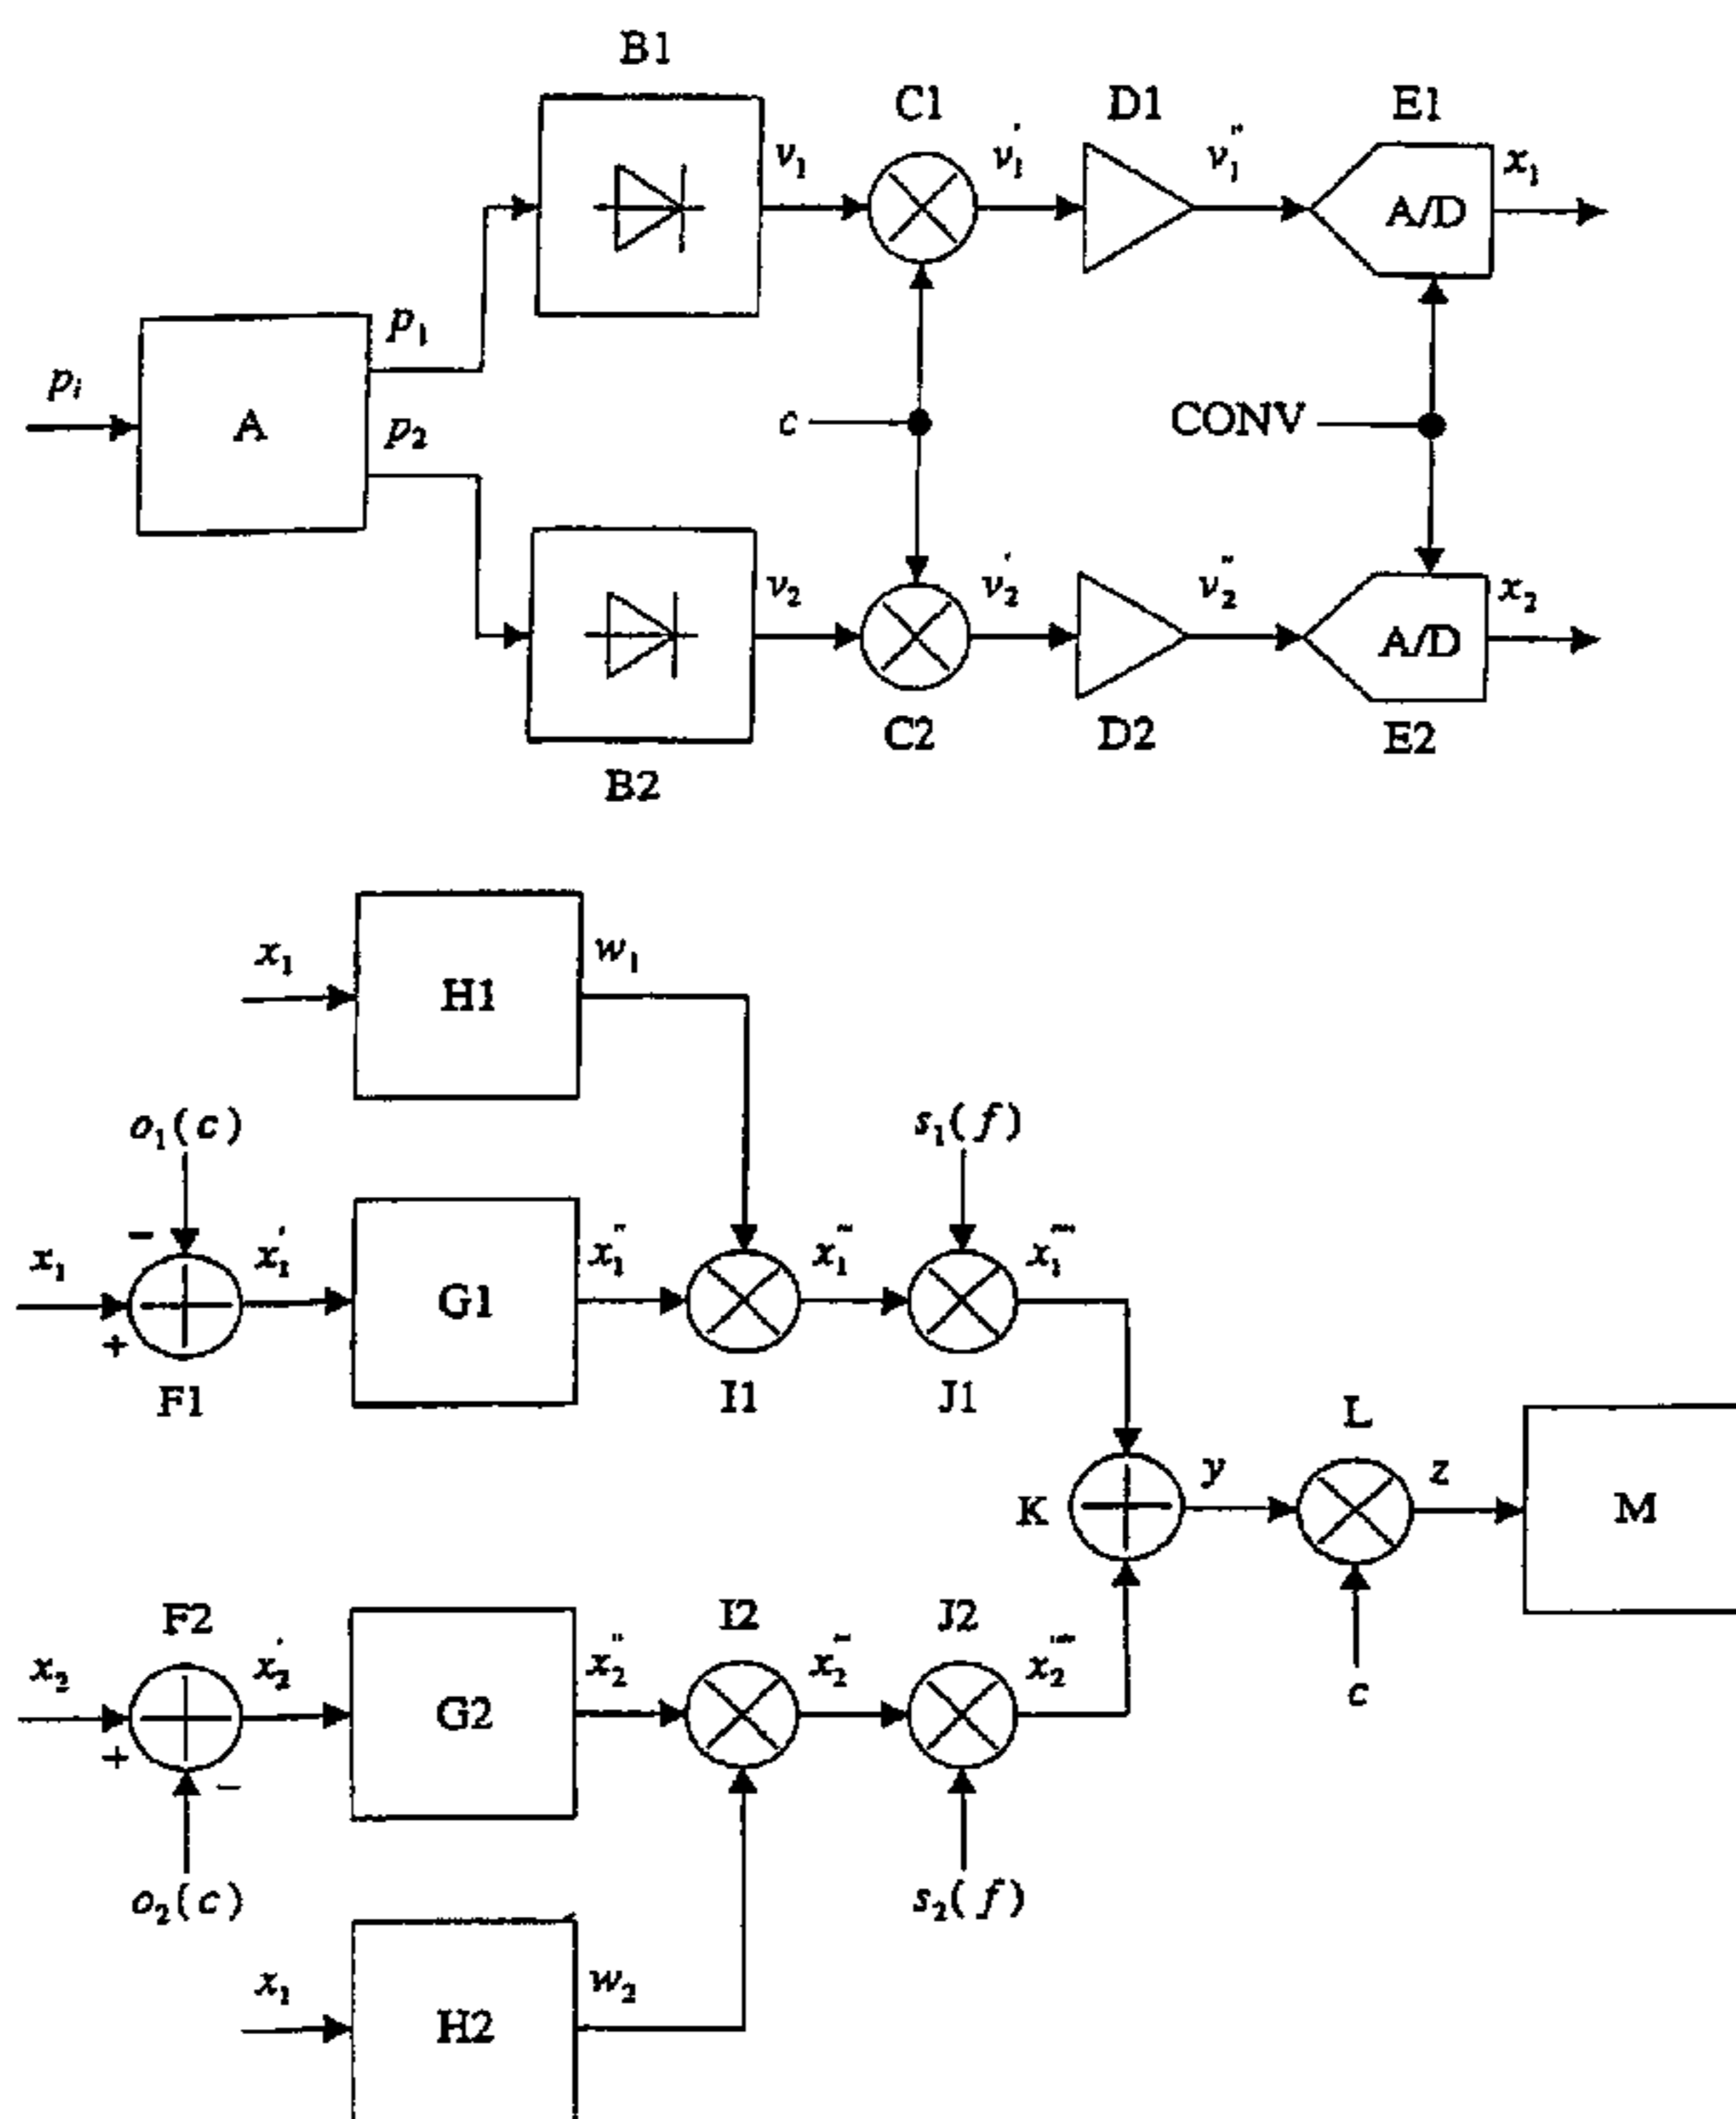 B1
C1
D1
E1
v₁
v₁'
v₁''
x₁
A/D
p₁
pᵢ
A
p₂
c
CONV
v₂
v₂'
v₂''
x₂
A/D
C2
D2
E2
B2
x₁
H1
w₁
o₁(c)
s₁(f)
−
x₁
x₁'
G1
x₁''
x₁'''
x₁''''
+
F1
I1
J1
L
K
y
z
M
F2
I2
J2
x₂
x₂'
G2
x₂''
x₂'''
x₂''''
+
−
c
o₂(c)
s₂(f)
x₁
H2
w₂